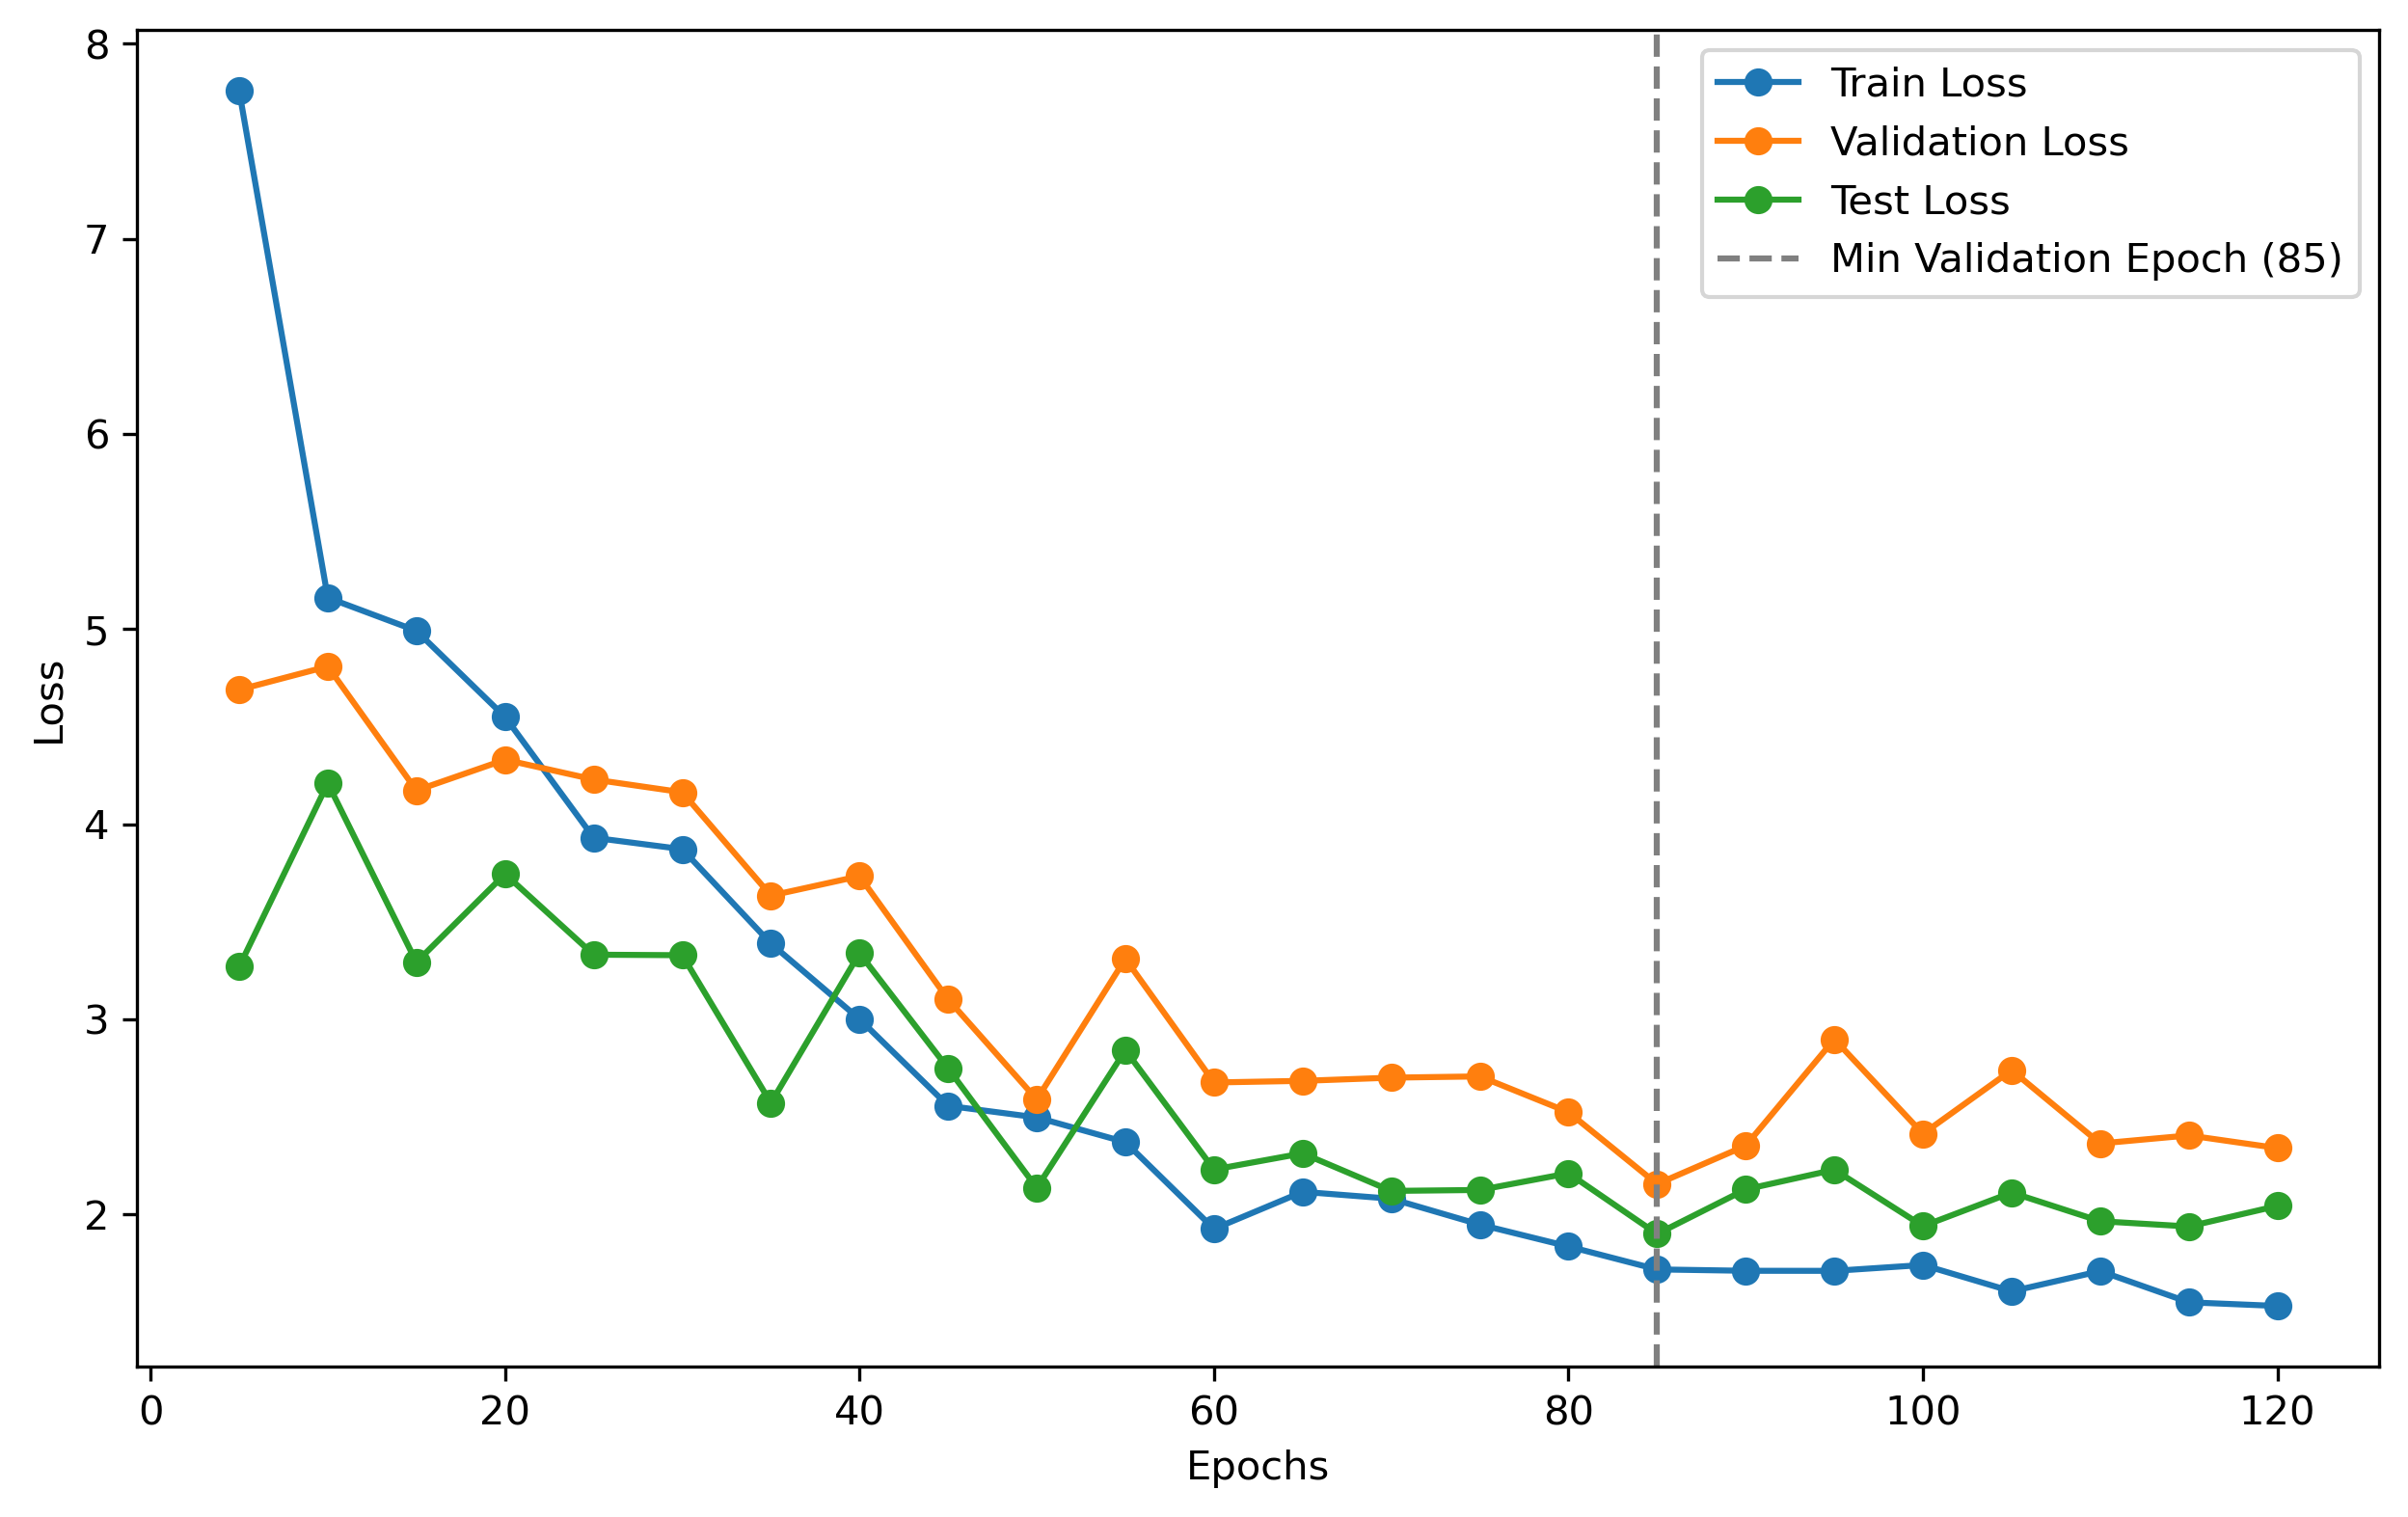 8
7
6
5
4
3
2
Loss
Train Loss
Validation Loss
Test Loss
Min Validation Epoch (85)
0 20 40 60 80 100 120
Epochs